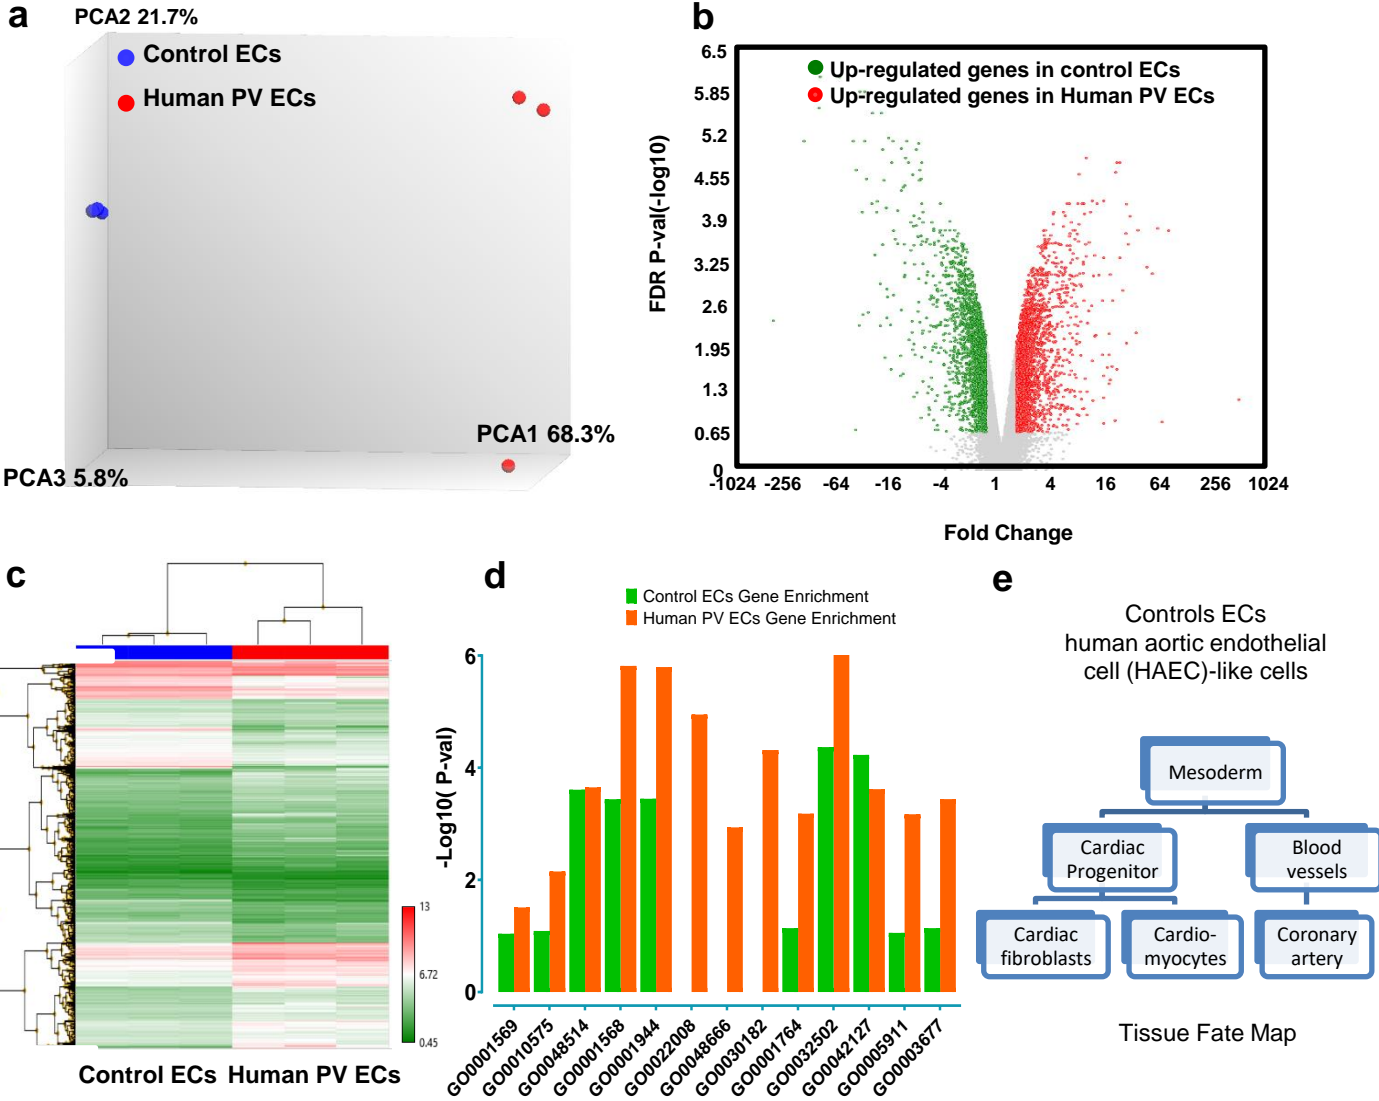 a
PCA2 21.7%
Control ECs
Human PV ECs
PCA1 68.3%
PCA3 5.8%
b
Up-regulated genes in control ECs
Up-regulated genes in Human PV ECs
FDR P-val(-log10)
6.5
5.85
5.2
4.55
3.9
3.25
2.6
1.95
1.3
0.65
0
-1024 -256 -64 -16 -4 1 4 16 64 256 1024
Fold Change
c
13
6.72
0.45
Control ECs Human PV ECs
d
Control ECs Gene Enrichment
Human PV ECs Gene Enrichment
-Log10( P-val)
6
4
2
0
GO0001569
GO0010575
GO0048514
GO0001568
GO0001944
GO0022008
GO0048666
GO0030182
GO0001764
GO0032502
GO0042127
GO0005911
GO0003677
e
Controls ECs
human aortic endothelial
cell (HAEC)-like cells
Mesoderm
Cardiac
Progenitor
Blood
vessels
Cardiac
fibroblasts
Cardio-
myocytes
Coronary
artery
Tissue Fate Map